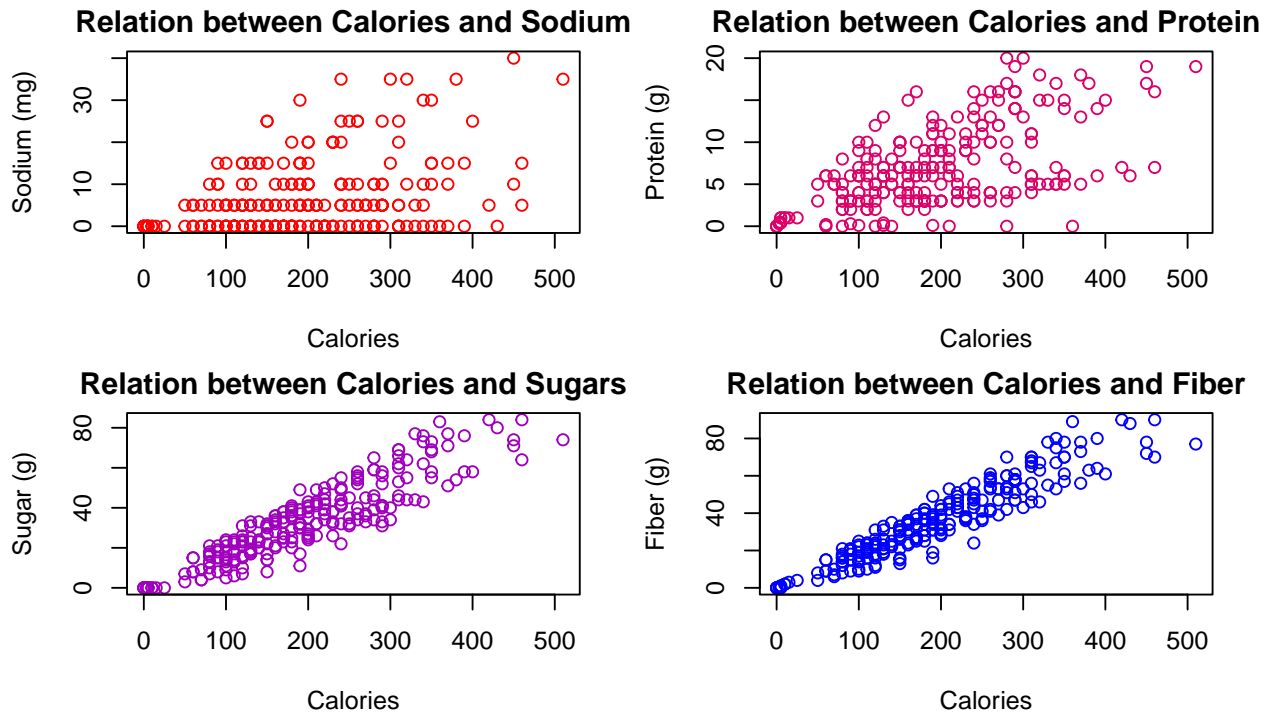 Relation between Calories and Sodium
Sodium (mg)
0 10 30
0 100 200 300 400 500
Calories
Relation between Calories and Protein
Protein (g)
0 5 10 20
0 100 200 300 400 500
Calories
Relation between Calories and Sugars
Sugar (g)
0 40 80
0 100 200 300 400 500
Calories
Relation between Calories and Fiber
Fiber (g)
0 40 80
0 100 200 300 400 500
Calories